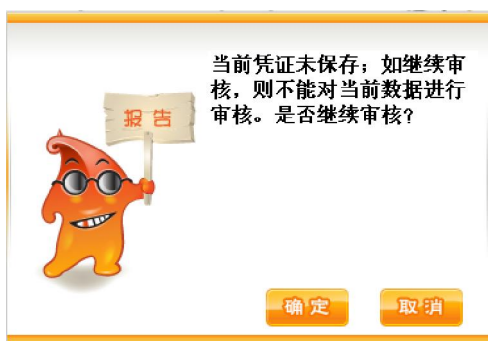 当前凭证未保存；如继续审
核，则不能对当前数据进行
审核。是否继续审核？
报告
确定
取消